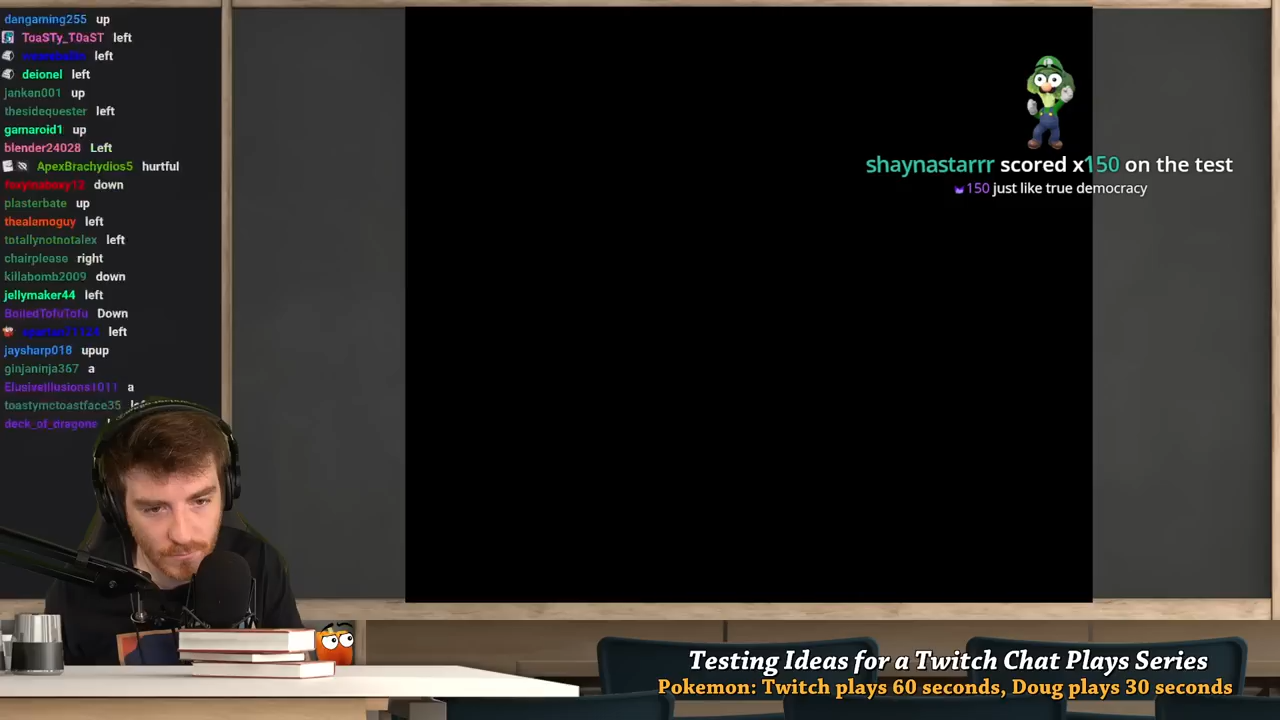 dangaming255 up
ToaSTy_T0aST left
left
deionel left
jankan001 up
thesidequester left
gamaroid1 up
blender24028 Left
ApexBrachydios5 hurtful
down
plasterbate up
thealamoguy left
totallynotnotalex left
chairplease right
killabomb2009 down
jellymaker44 left
BoiledTofuTofu Down
left
jaysharp018 upup
ginjaninja367 a
ElusiveIllusions1011 a
toastymctoastface35
deck_of_dragons
shaynastarrr scored x150 on the test
150 just like true democracy
Testing Ideas for a Twitch Chat Plays Series
Pokemon: Twitch plays 60 seconds, Doug plays 30 seconds